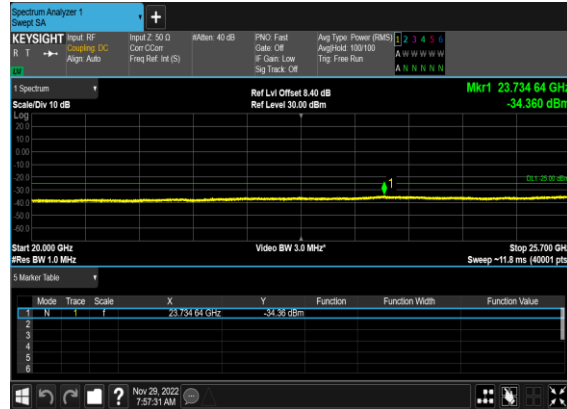 Spectrum Analyzer 1
Swept SA
+
KEYSIGHT Input: RF Input Z: 50 Ω #Atten: 40 dB PNO: Fast Avg Type: Power (RMS) 1 2 3 4 5 6
R T Coupling: DC Corr CCorr Gate: Off Avg|Hold: 100/100 A W W W W W
Align: Auto Freq Ref: Int (S) IF Gain: Low Trig: Free Run
Sig Track: Off A N N N N N
1 Spectrum Ref Lvl Offset 8.40 dB Mkr1 23.734 64 GHz
Scale/Div 10 dB Ref Level 30.00 dBm -34.360 dBm
Log
20.0
10.0
0.00
-10.0
-20.0
-30.0
-40.0
-50.0
-60.0
1
DL1 -25.00 dBm
Start 20.000 GHz Video BW 3.0 MHz* Stop 25.700 GHz
#Res BW 1.0 MHz Sweep ~11.8 ms (40001 pts)
5 Marker Table
Mode Trace Scale X Y Function Function Width Function Value
1 N 1 f 23.734 64 GHz -34.36 dBm
2
3
4
5
6
? Nov 29, 2022
7:57:31 AM